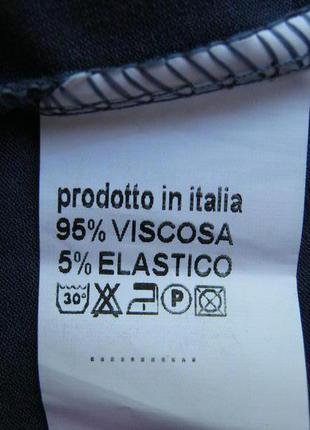 prodotto in italia
95% VISCOSA
5% ELASTICO
30° P